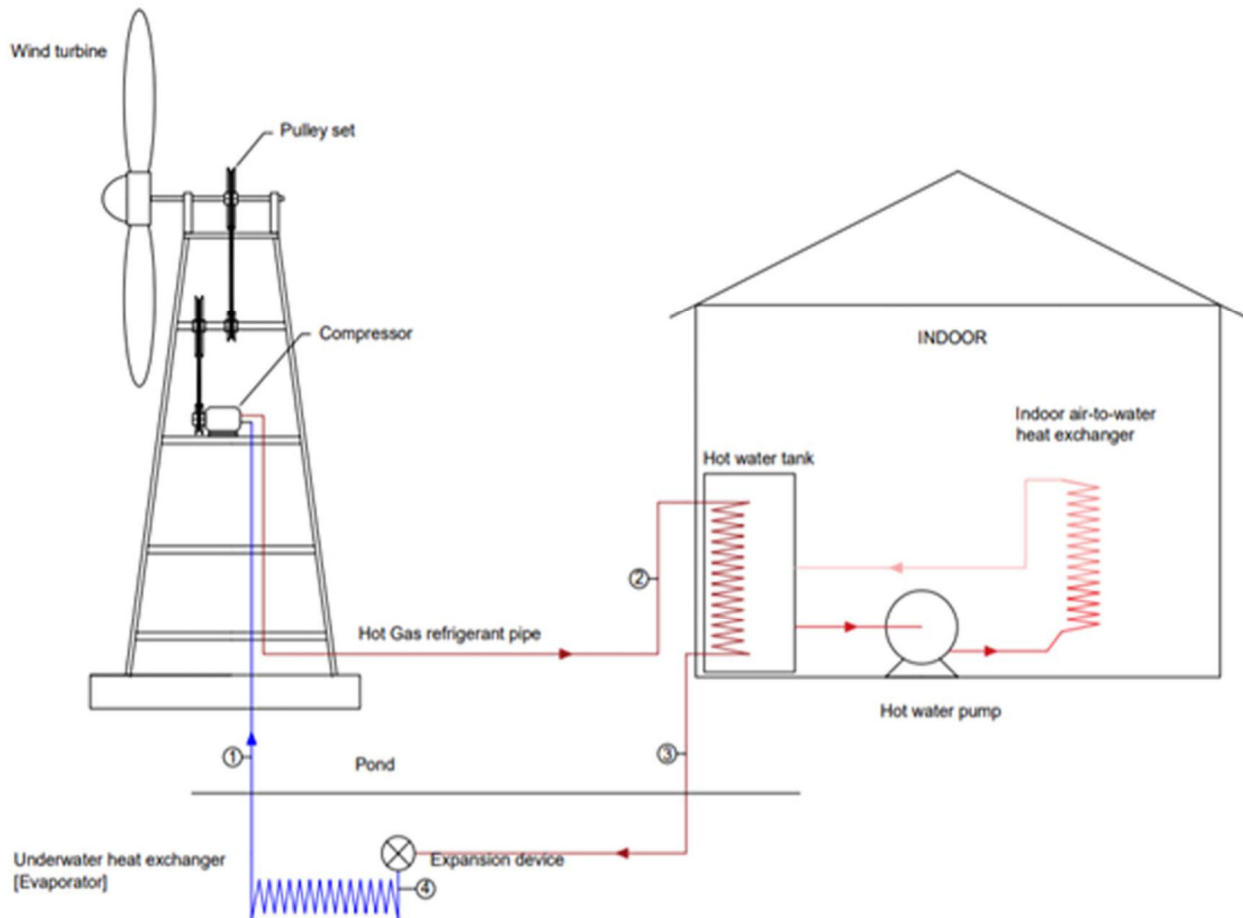 Wind turbine
Pulley set
Compressor
INDOOR
Indoor air-to-water
heat exchanger
Hot water tank
2
Hot Gas refrigerant pipe
Hot water pump
1
3
Pond
Underwater heat exchanger
[Evaporator]
Expansion device
4